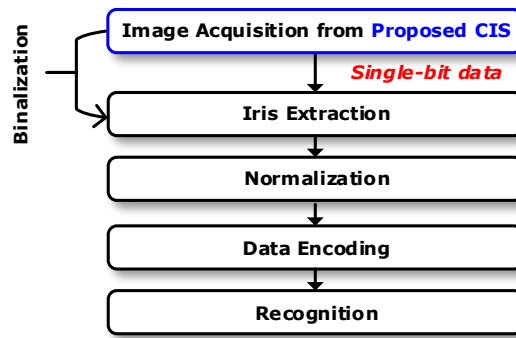 Image Acquisition from Proposed CIS
Single-bit data
Binalization
Iris Extraction
Normalization
Data Encoding
Recognition